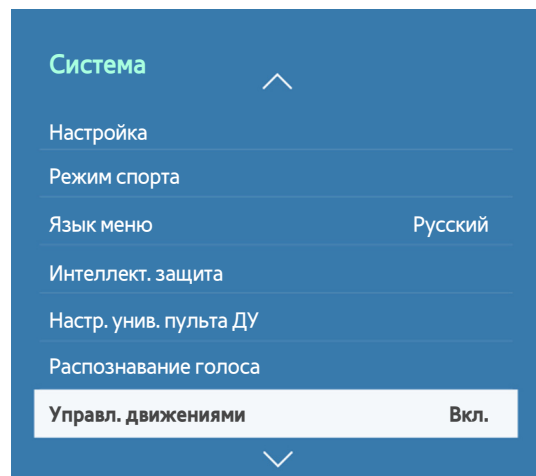 Система
Настройка
Режим спорта
Язык меню Русский
Интеллект. защита
Настр. унив. пульта ДУ
Распознавание голоса
Управл. движениями Вкл.